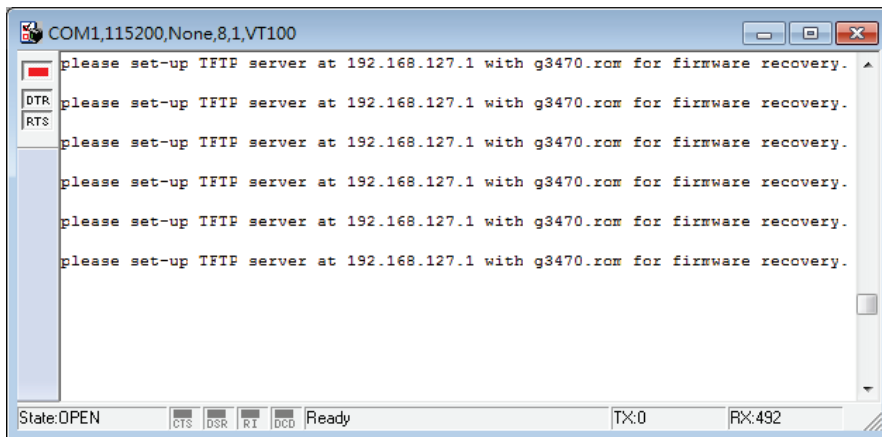 COM1,115200,None,8,1,VT100
please set-up TFTP server at 192.168.127.1 with g3470.rom for firmware recovery.
DTR
please set-up TFTP server at 192.168.127.1 with g3470.rom for firmware recovery.
RTS
please set-up TFTP server at 192.168.127.1 with g3470.rom for firmware recovery.
please set-up TFTP server at 192.168.127.1 with g3470.rom for firmware recovery.
please set-up TFTP server at 192.168.127.1 with g3470.rom for firmware recovery.
please set-up TFTP server at 192.168.127.1 with g3470.rom for firmware recovery.
State:OPEN CTS DSR RI DCD Ready TX:0 RX:492